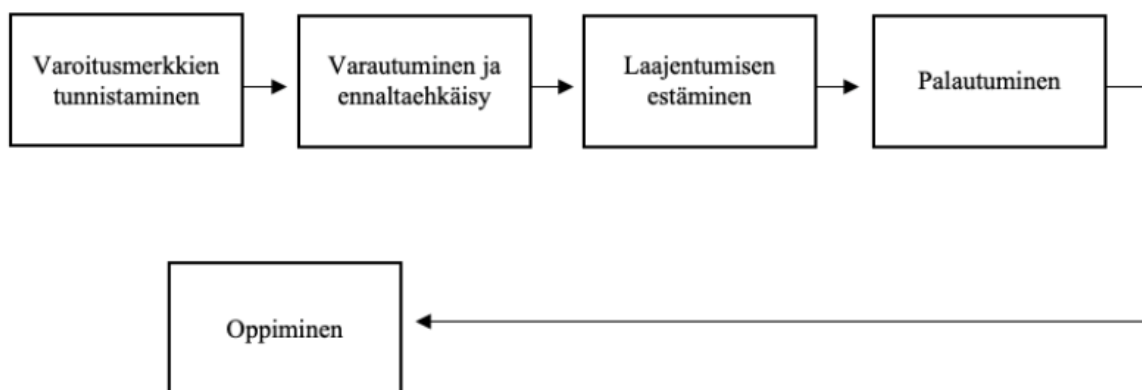 Varoitusmerkkien
tunnistaminen
Varautuminen ja
ennaltaehkäisy
Laajentumisen
estäminen
Palautuminen
Oppiminen